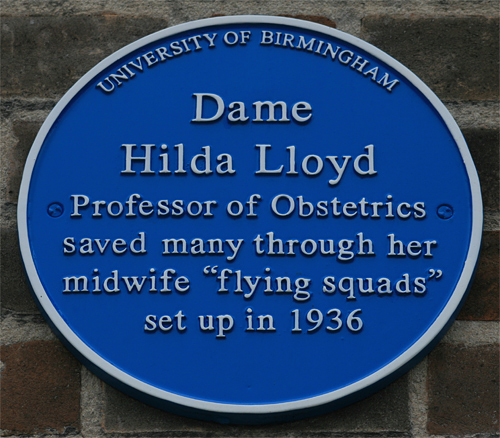 UNIVERSITY OF BIRMINGHAM
Dame
Hilda Lloyd
Professor of Obstetrics
saved many through her
midwife “flying squads”
set up in 1936